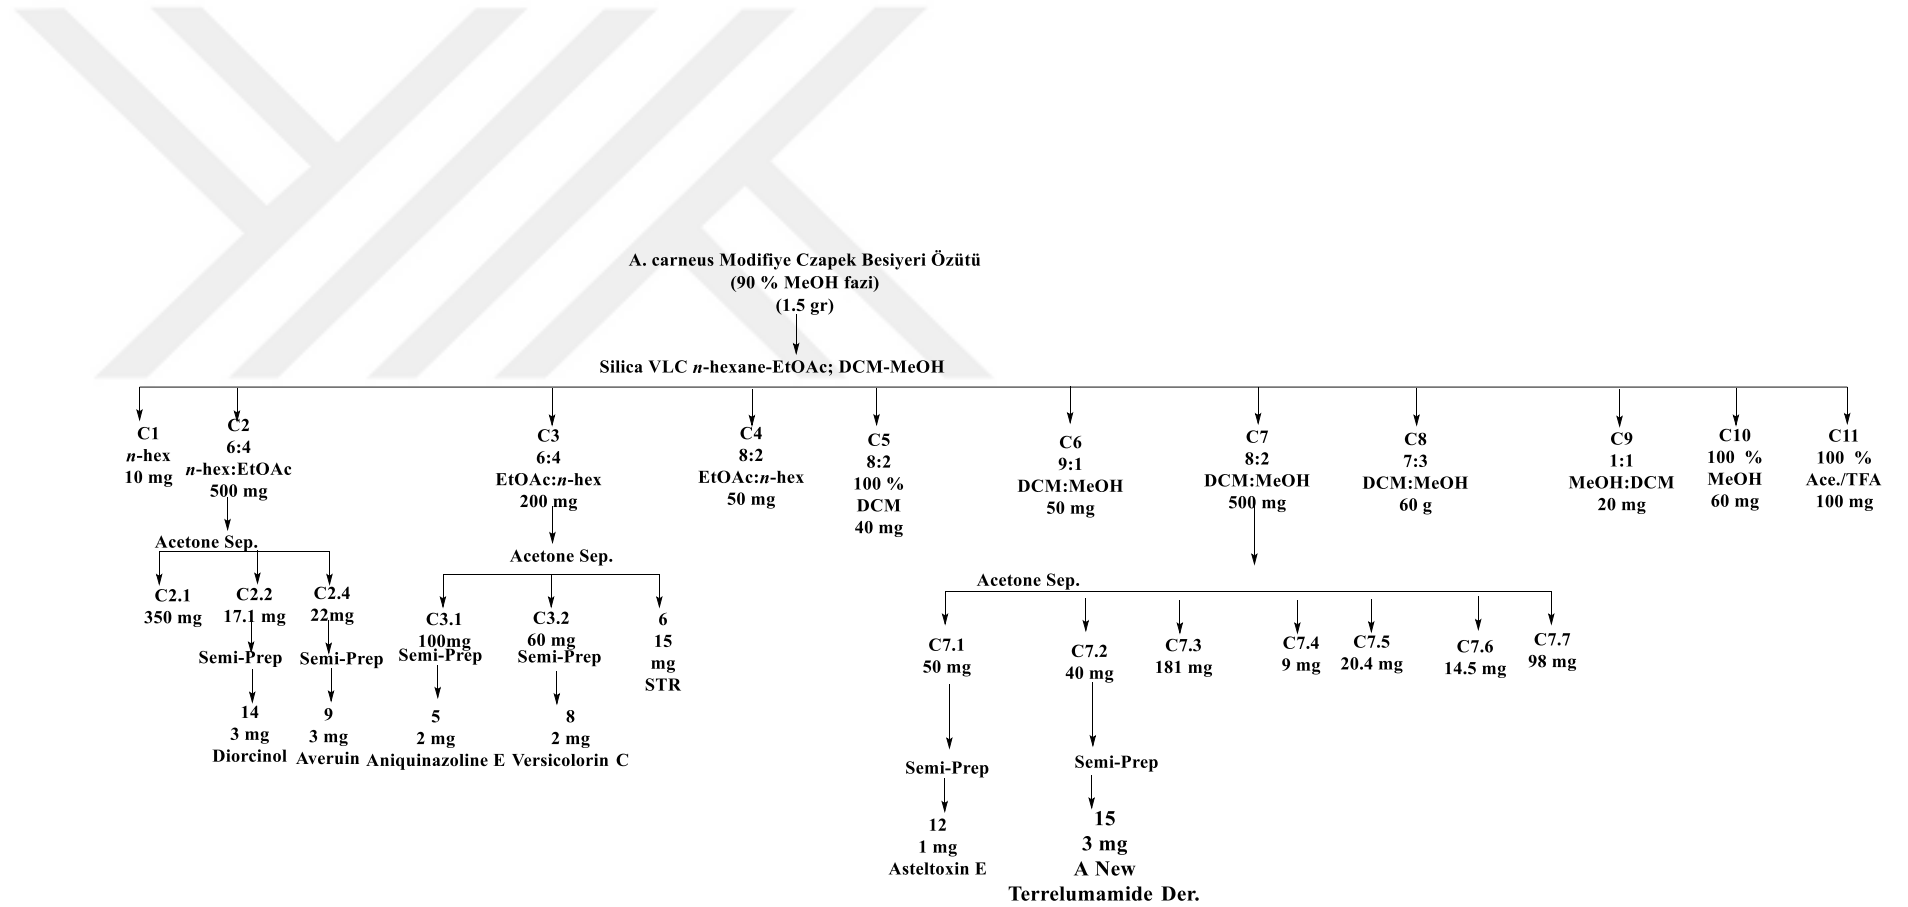 A. carneus Modifiye Czapek Besiyeri Özütü
(90 % MeOH fazi)
(1.5 gr)
Silica VLC n-hexane-EtOAc; DCM-MeOH
C1
n-hex
10 mg
C2
6:4
n-hex:EtOAc
500 mg
C3
6:4
EtOAc:n-hex
200 mg
C4
8:2
EtOAc:n-hex
50 mg
C5
8:2
100 %
DCM
40 mg
C6
9:1
DCM:MeOH
50 mg
C7
8:2
DCM:MeOH
500 mg
C8
7:3
DCM:MeOH
60 g
C9
1:1
MeOH:DCM
20 mg
C10
100 %
MeOH
60 mg
C11
100 %
Ace./TFA
100 mg
Acetone Sep.
C2.1
350 mg
C2.2
17.1 mg
Semi-Prep
14
3 mg
Diorcinol
C2.4
22mg
Semi-Prep
9
3 mg
Averuin
Acetone Sep.
C3.1
100mg
Semi-Prep
5
2 mg
Aniquinazoline E
C3.2
60 mg
Semi-Prep
8
2 mg
Versicolorin C
6
15
mg
STR
Acetone Sep.
C7.1
50 mg
Semi-Prep
12
1 mg
Asteltoxin E
C7.2
40 mg
Semi-Prep
15
3 mg
A New
Terrelumamide Der.
C7.3
181 mg
C7.4
9 mg
C7.5
20.4 mg
C7.6
14.5 mg
C7.7
98 mg